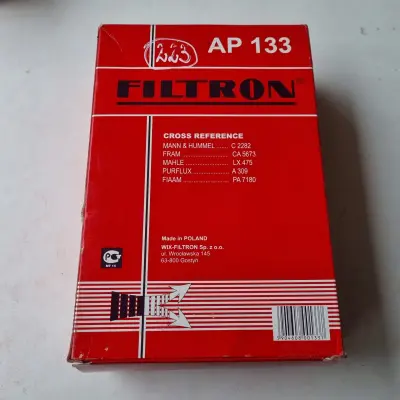 223
AP 133
FILTRON
CROSS REFERENCE
MANN & HUMMEL ...... C 2282
FRAM ...................... CA 5673
MAHLE ..................... LX 475
PURFLUX ................. A 309
FIAAM ...................... PA 7180
Made in POLAND
WIX-FILTRON Sp. z o.o.
ul. Wrocławska 145
63-800 Gostyń